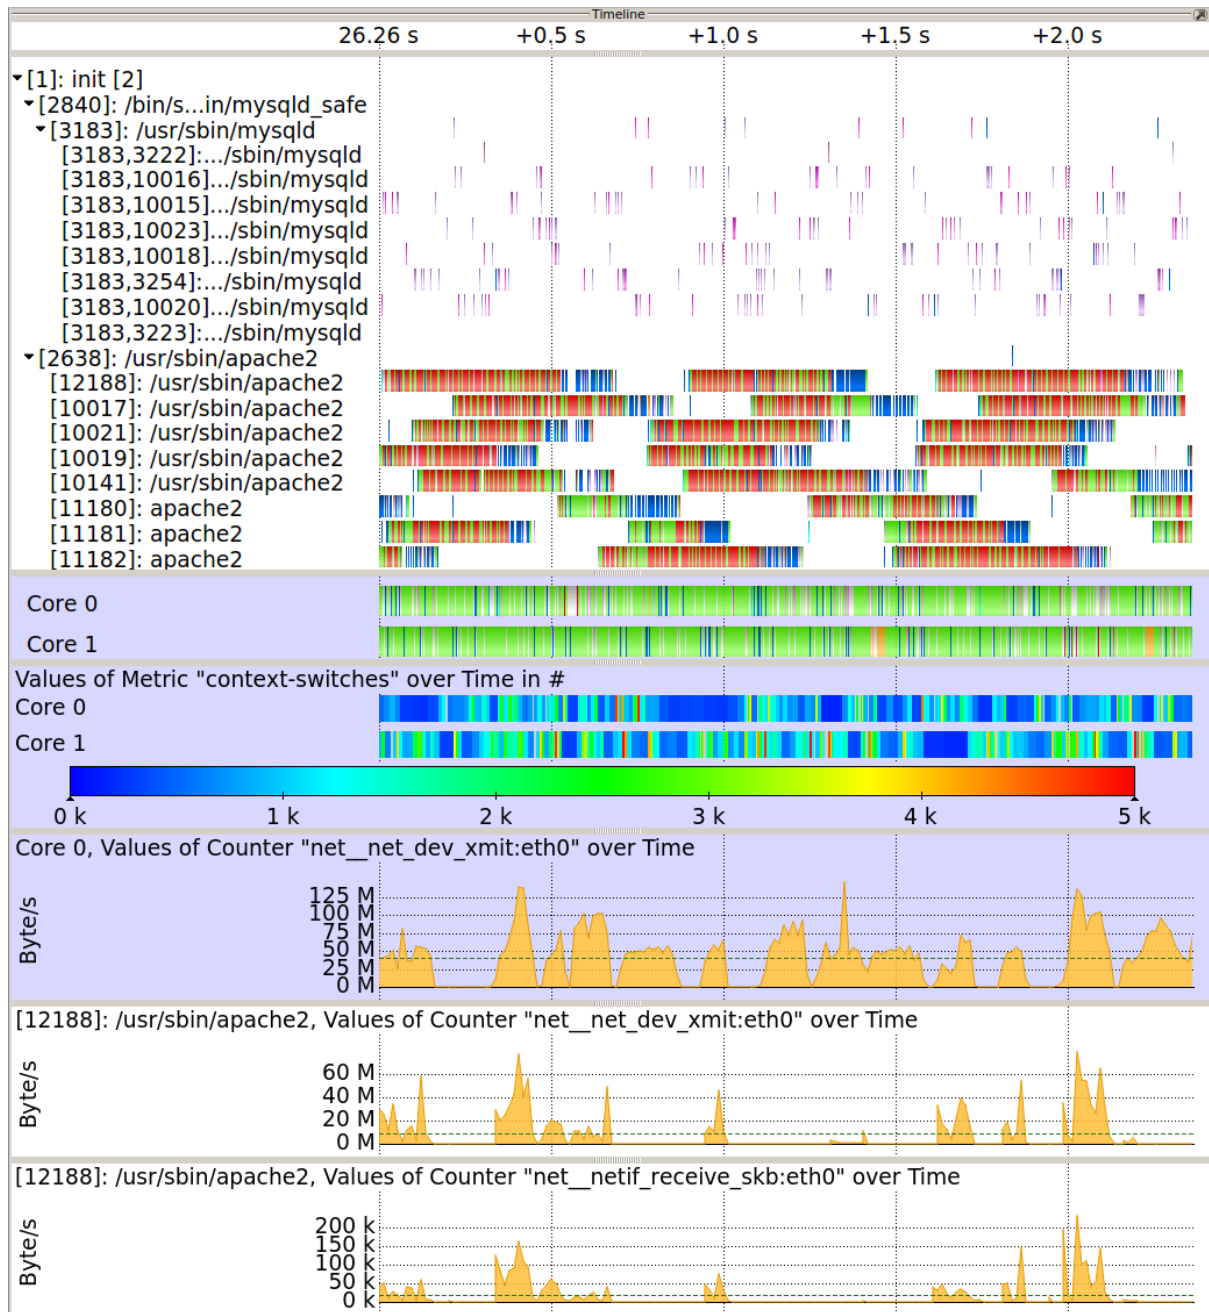 Timeline
26.26 s +0.5 s +1.0 s +1.5 s +2.0 s
[1]: init [2]
[2840]: /bin/s...in/mysqld_safe
[3183]: /usr/sbin/mysqld
[3183,3222]:.../sbin/mysqld
[3183,10016].../sbin/mysqld
[3183,10015].../sbin/mysqld
[3183,10023].../sbin/mysqld
[3183,10018].../sbin/mysqld
[3183,3254]:.../sbin/mysqld
[3183,10020].../sbin/mysqld
[3183,3223]:.../sbin/mysqld
[2638]: /usr/sbin/apache2
[12188]: /usr/sbin/apache2
[10017]: /usr/sbin/apache2
[10021]: /usr/sbin/apache2
[10019]: /usr/sbin/apache2
[10141]: /usr/sbin/apache2
[11180]: apache2
[11181]: apache2
[11182]: apache2
Core 0
Core 1
Values of Metric "context-switches" over Time in #
Core 0
Core 1
0 k 1 k 2 k 3 k 4 k 5 k
Core 0, Values of Counter "net__net_dev_xmit:eth0" over Time
Byte/s
125 M
100 M
75 M
50 M
25 M
0 M
[12188]: /usr/sbin/apache2, Values of Counter "net__net_dev_xmit:eth0" over Time
Byte/s
60 M
40 M
20 M
0 M
[12188]: /usr/sbin/apache2, Values of Counter "net__netif_receive_skb:eth0" over Time
Byte/s
200 k
150 k
100 k
50 k
0 k